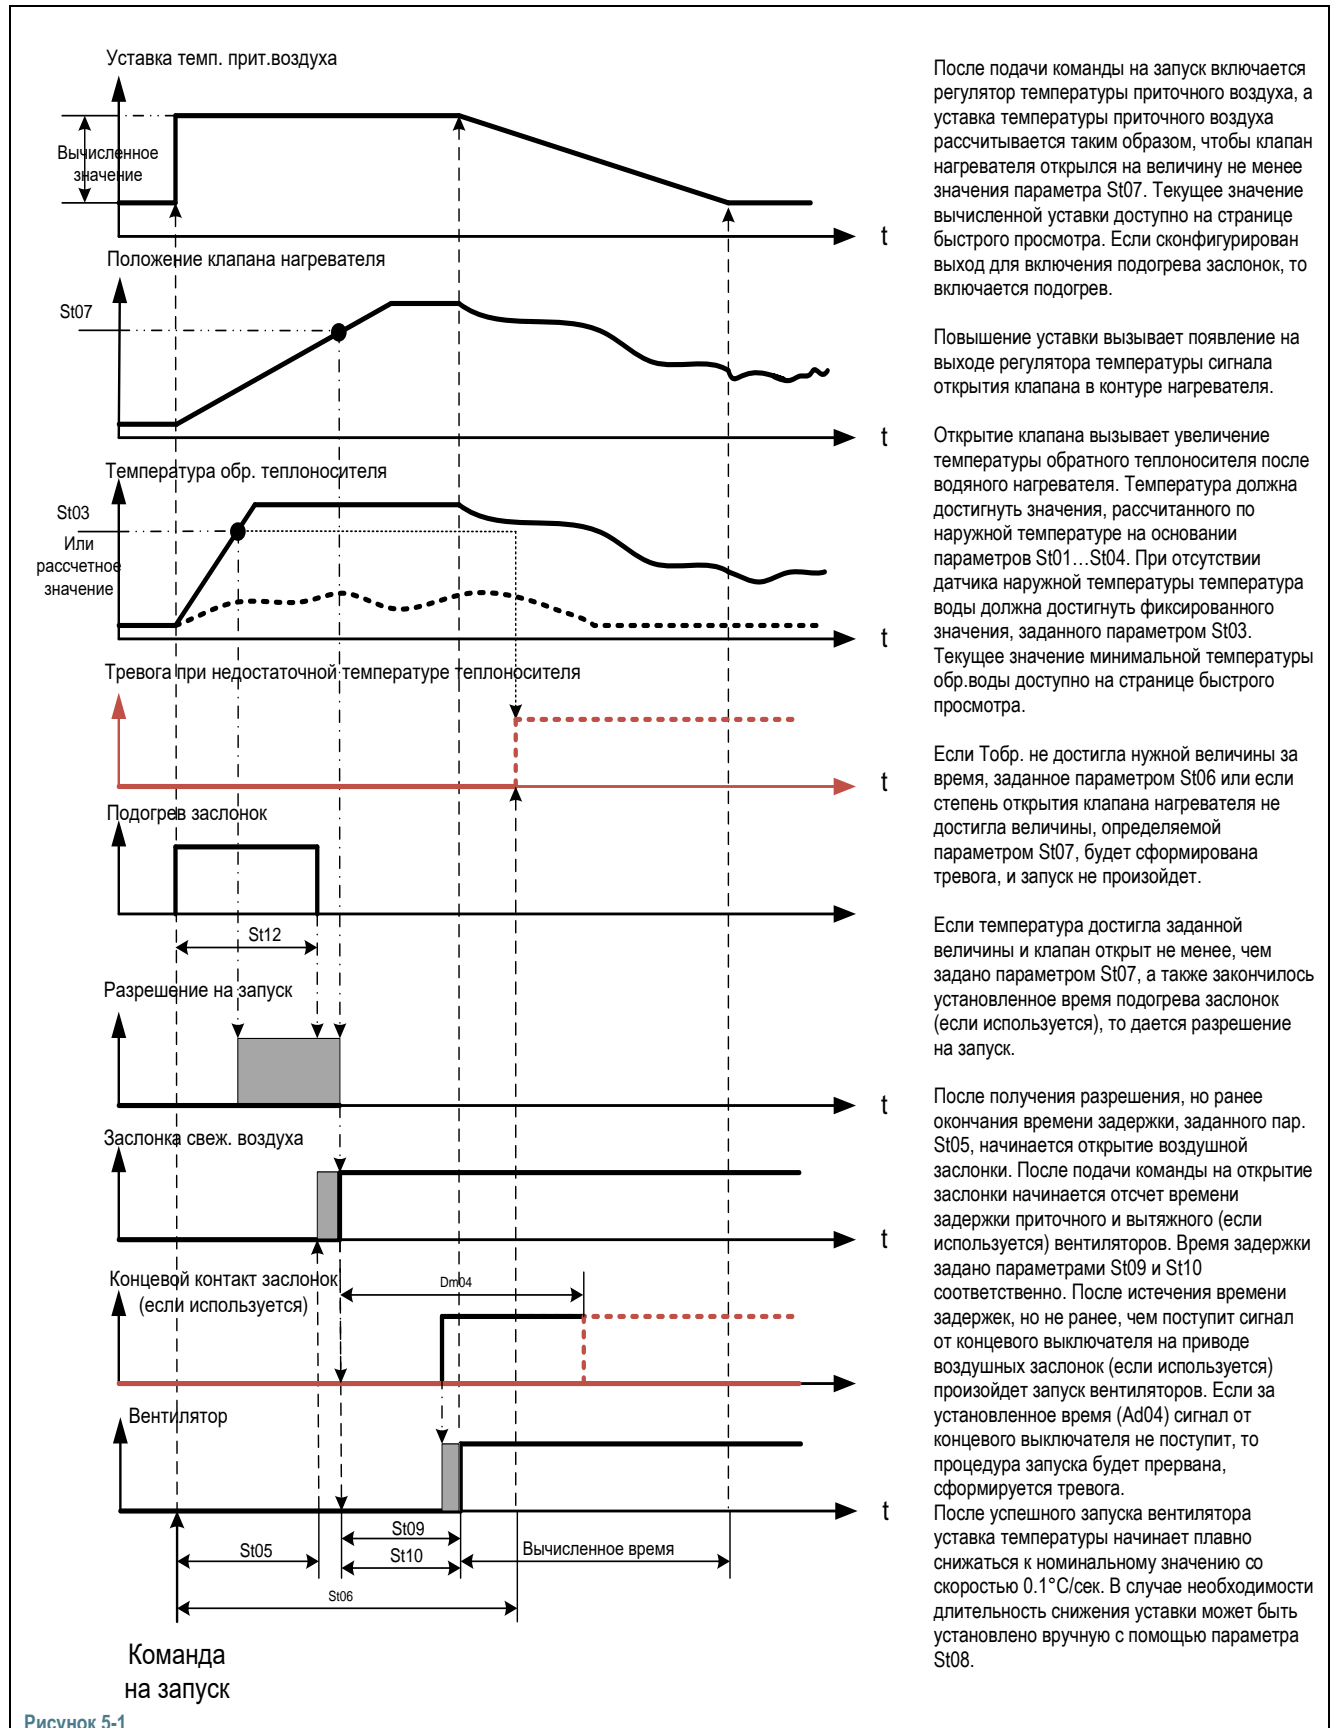 Уставка темп. прит.воздуха
Вычисленное
значение
t
Положение клапана нагревателя
St07
t
Температура обр. теплоносителя
St03
Или
рассчетное
значение
t
Тревога при недостаточной температуре теплоносителя
t
Подогрев заслонок
St12
Разрешение на запуск
t
Заслонка свеж. воздуха
t
Концевой контакт заслонок
(если используется)
Dm04
t
Вентилятор
t
St09
St05
St10
Вычисленное время
St06
Команда
на запуск
После подачи команды на запуск включается
регулятор температуры приточного воздуха, а
уставка температуры приточного воздуха
рассчитывается таким образом, чтобы клапан
нагревателя открылся на величину не менее
значения параметра St07. Текущее значение
вычисленной уставки доступно на странице
быстрого просмотра. Если сконфигурирован
выход для включения подогрева заслонок, то
включается подогрев.
Повышение уставки вызывает появление на
выходе регулятора температуры сигнала
открытия клапана в контуре нагревателя.
Открытие клапана вызывает увеличение
температуры обратного теплоносителя после
водяного нагревателя. Температура должна
достигнуть значения, рассчитанного по
наружной температуре на основании
параметров St01…St04. При отсутствии
датчика наружной температуры температура
воды должна достигнуть фиксированного
значения, заданного параметром St03.
Текущее значение минимальной температуры
обр.воды доступно на странице быстрого
просмотра.
Если Тобр. не достигла нужной величины за
время, заданное параметром St06 или если
степень открытия клапана нагревателя не
достигла величины, определяемой
параметром St07, будет сформирована
тревога, и запуск не произойдет.
Если температура достигла заданной
величины и клапан открыт не менее, чем
задано параметром St07, а также закончилось
установленное время подогрева заслонок
(если используется), то дается разрешение
на запуск.
После получения разрешения, но ранее
окончания времени задержки, заданного пар.
St05, начинается открытие воздушной
заслонки. После подачи команды на открытие
заслонки начинается отсчет времени
задержки приточного и вытяжного (если
используется) вентиляторов. Время задержки
задано параметрами St09 и St10
соответственно. После истечения времени
задержек, но не ранее, чем поступит сигнал
от концевого выключателя на приводе
воздушных заслонок (если используется)
произойдет запуск вентиляторов. Если за
установленное время (Ad04) сигнал от
концевого выключателя не поступит, то
процедура запуска будет прервана,
сформируется тревога.
После успешного запуска вентилятора
уставка температуры начинает плавно
снижаться к номинальному значению со
скоростью 0.1°С/сек. В случае необходимости
длительность снижения уставки может быть
установлено вручную с помощью параметра
St08.
Рисунок 5-1